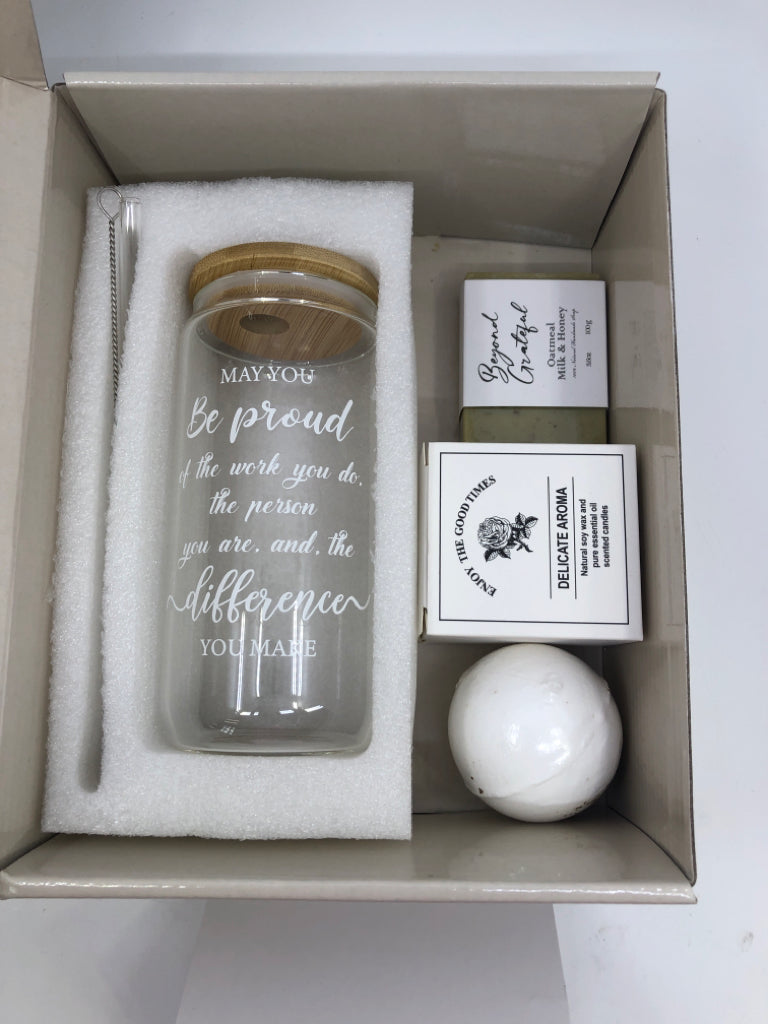 MAY YOU
Be proud
of the work you do,
the person
you are, and, the
difference
YOU MAKE
Beyond
Grateful
Oatmeal
Milk & Honey
100g
ENJOY THE GOOD TIMES
DELICATE AROMA
Natural soy wax and
pure essential oil
scented candles